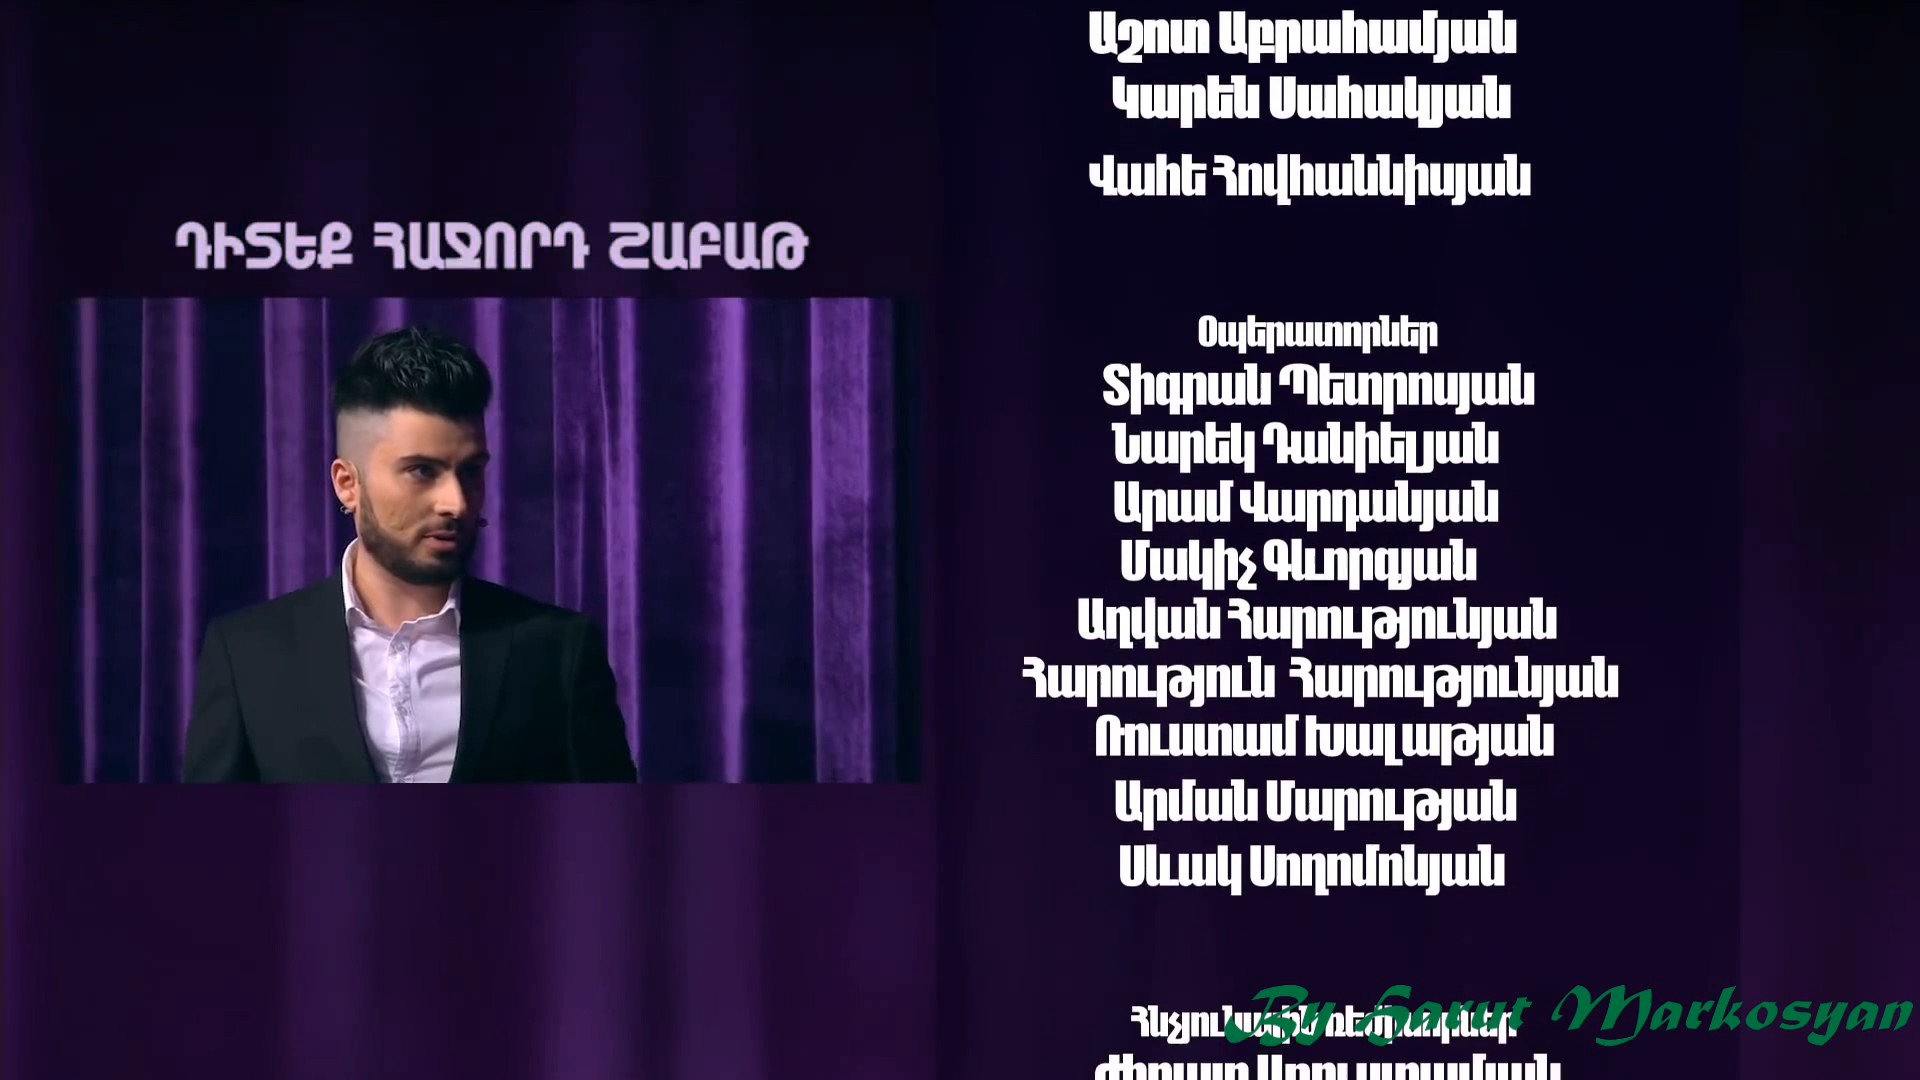 ԴԻՏԵՔ ՀԱՋՈՐԴ ՇԱԲԱԹ
Աշոտ Աբրահամյան
Կարեն Սահակյան
Վահե Հովհաննիսյան
Օպերատորներ
Տիգրան Պետրոսյան
Նարեկ Դանիելյան
Արամ Վարդանյան
Մակիչ Գևորգյան
Աղվան Հարությունյան
Հարություն Հարությունյան
Ռուստամ Խալաթյան
Արման Մարության
Սևակ Սողոմոնյան
By Harut Markosyan